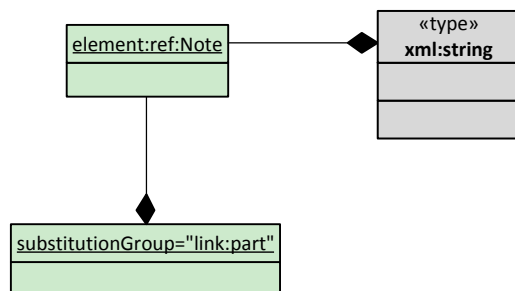 element:ref:Note
«type»
xml:string
substitutionGroup="link:part"